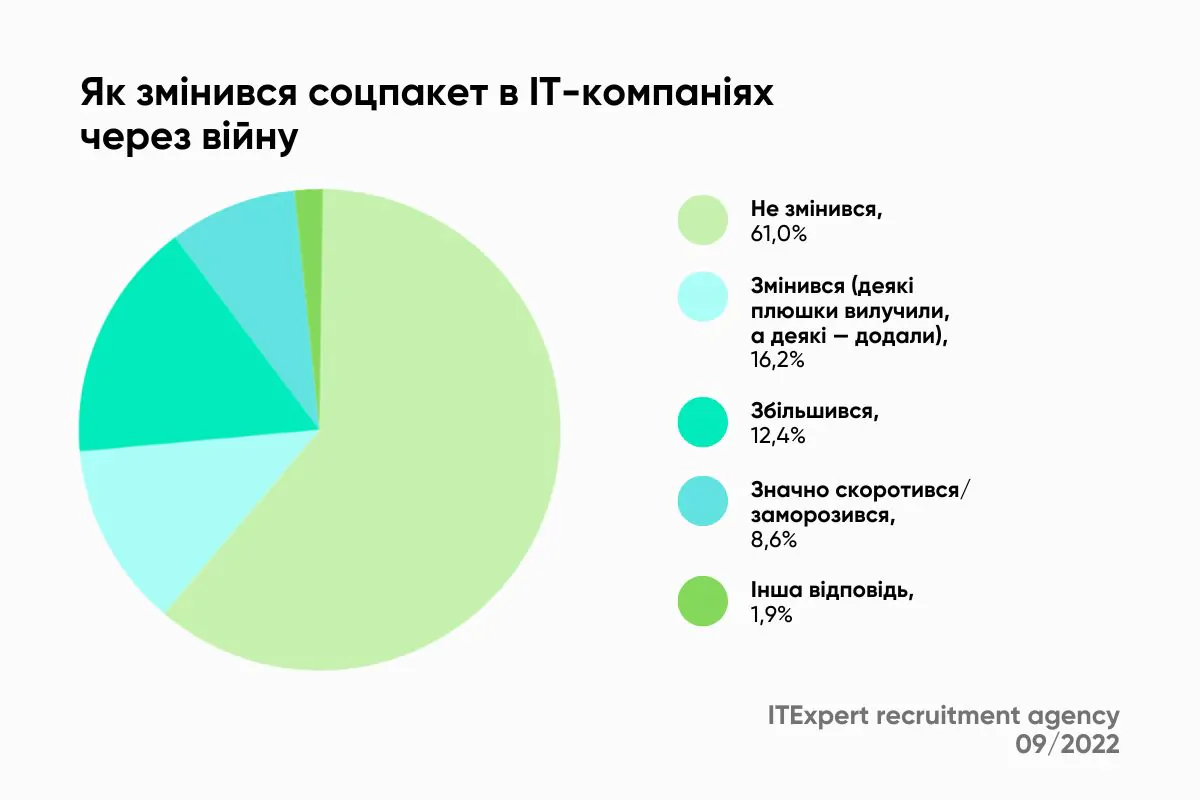 Як змінився соцпакет в ІТ-компаніях
через війну
Не змінився,
61,0%
Змінився (деякі
плюшки вилучили,
а деякі — додали),
16,2%
Збільшився,
12,4%
Значно скоротився/
заморозився,
8,6%
Інша відповідь,
1,9%
ITExpert recruitment agency
09/2022